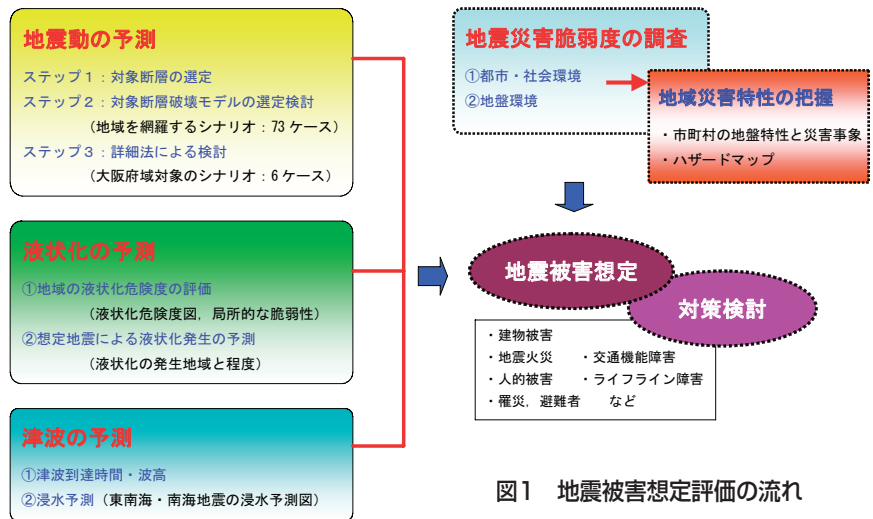 地震動の予測
ステップ1：対象断層の選定
ステップ2：対象断層破壊モデルの選定検討
（地域を網羅するシナリオ：73ケース）
ステップ3：詳細法による検討
（大阪府域対象のシナリオ：6ケース）
液状化の予測
①地域の液状化危険度の評価
（液状化危険度図，局所的な脆弱性）
②想定地震による液状化発生の予測
（液状化の発生地域と程度）
津波の予測
①津波到達時間・波高
②浸水予測（東南海・南海地震の浸水予測図）
地震災害脆弱度の調査
①都市・社会環境
②地盤環境
地域災害特性の把握
・市町村の地盤特性と災害事象
・ハザードマップ
地震被害想定
対策検討
・建物被害
・地震火災 ・交通機能障害
・人的被害 ・ライフライン障害
・罹災，避難者 など
図1 地震被害想定評価の流れ